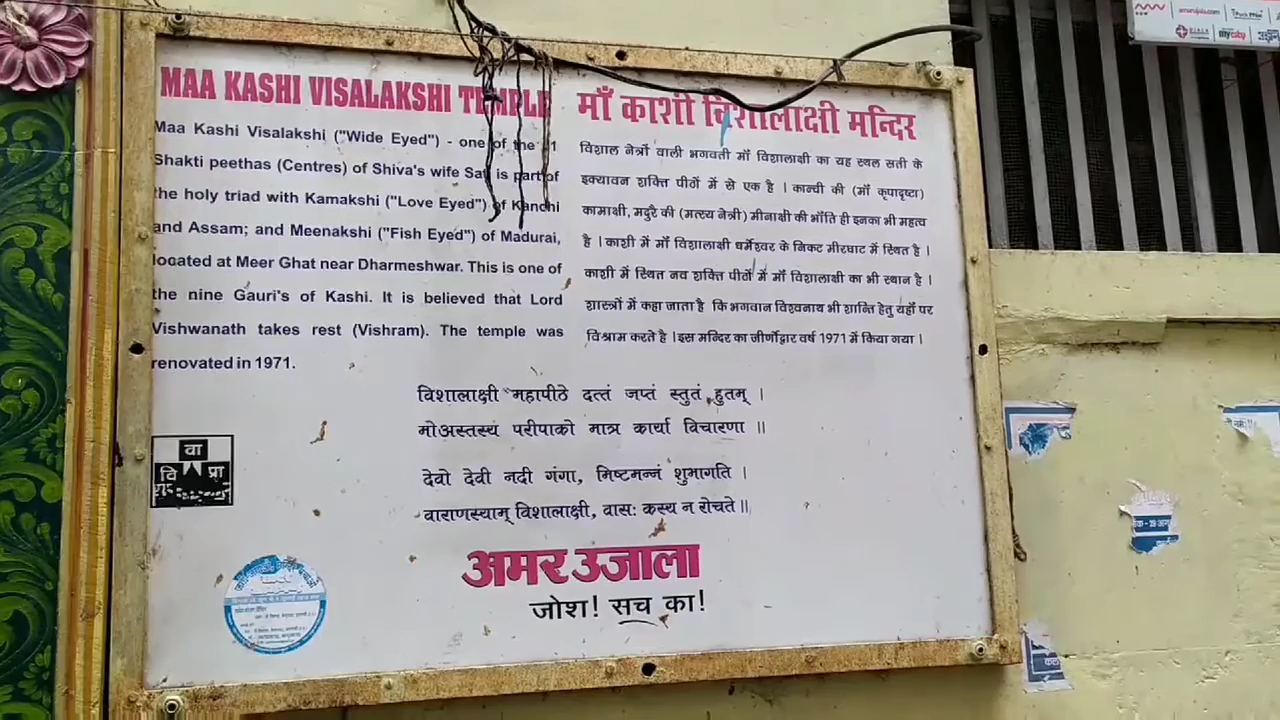 MAA KASHI VISALAKSHI TEMPLE
Maa Kashi Visalakshi ("Wide Eyed") - one of the
Shakti peethas (Centres) of Shiva's wife Sati is part of
the holy triad with Kamakshi ("Love Eyed") of Kanchi
and Assam; and Meenakshi ("Fish Eyed") of Madurai,
located at Meer Ghat near Dharmeshwar. This is one of
the nine Gauri's of Kashi. It is believed that Lord
Vishwanath takes rest (Vishram). The temple was
renovated in 1971.
माँ काशी विशालाक्षी मन्दिर
विशाल नेत्रों वाली भगवती माँ विशालाक्षी का यह स्थल सती के
इक्यावन शक्ति पीठों में से एक है । कान्ची की (माँ कृपादृष्टा)
कामाक्षी, मदुरै की (मत्स्य नेत्री) मीनाक्षी की भाँति ही इनका भी महत्व
है । काशी में माँ विशालाक्षी धर्मेश्वर के निकट मीरघाट में स्थित है ।
काशी में स्थित नव शक्ति पीठों में माँ विशालाक्षी का भी स्थान है ।
शास्त्रों में कहा जाता है कि भगवान विश्वनाथ भी शान्ति हेतु यहाँ पर
विश्राम करते है । इस मन्दिर का जीर्णोद्वार वर्ष 1971 में किया गया ।
विशालाक्षी महापीठे दत्तं जप्तं स्तुतं हुतम् ।
मोअस्तस्यं परीपाको मात्र कार्या विचारणा ॥
देवो देवी नदी गंगा, मिष्टमन्नं शुभागति ।
वाराणस्याम् विशालाक्षी, वासः कस्य न रोचते ॥
वा
वि प्रा
अमर उजाला
जोश! सच का!
amarujala.com
mycity